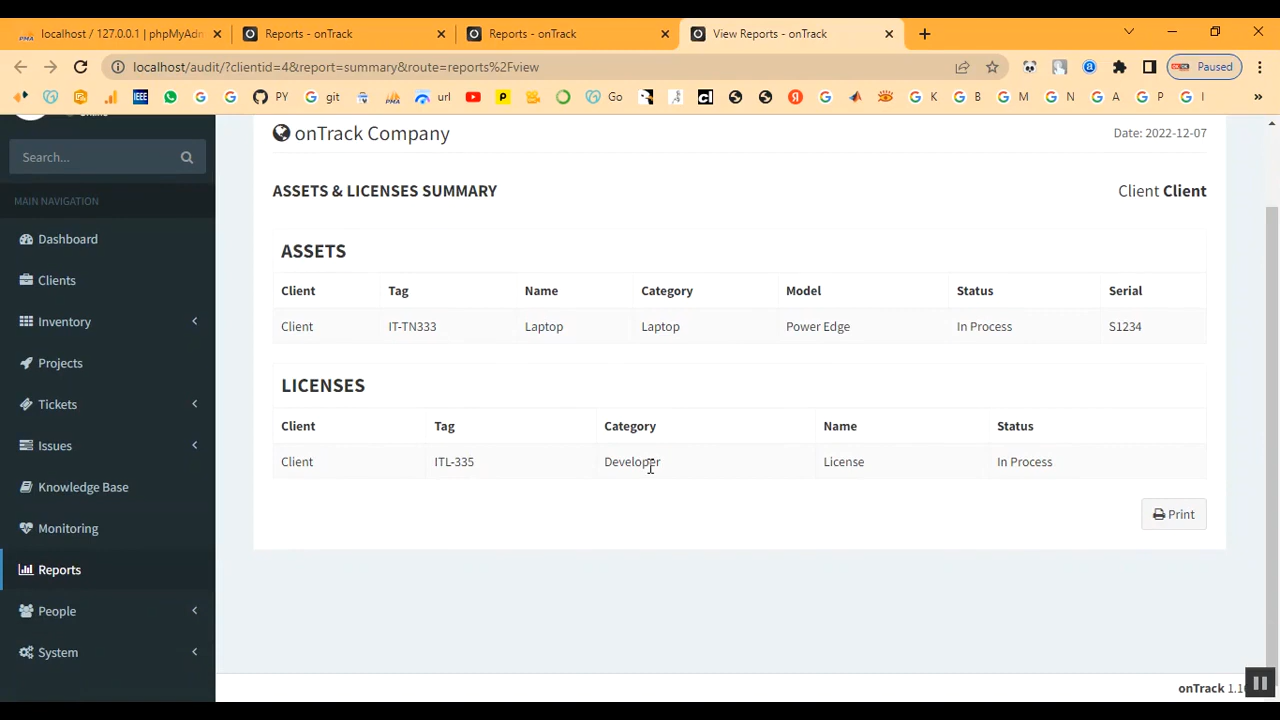 localhost / 127.0.0.1 | phpMyAdn
Reports - onTrack
Reports - onTrack
View Reports - onTrack
localhost/audit/?clientid=4&report=summary&route=reports%2Fview
Paused
IEEE PY git url Go K B M N A P I »
Search...
MAIN NAVIGATION
Dashboard
Clients
Inventory
Projects
Tickets
Issues
Knowledge Base
Monitoring
Reports
People
System
onTrack Company
Date: 2022-12-07
ASSETS & LICENSES SUMMARY
Client Client
ASSETS
Client Tag Name Category Model Status Serial
Client IT-TN333 Laptop Laptop Power Edge In Process S1234
LICENSES
Client Tag Category Name Status
Client ITL-335 Developer License In Process
Print
onTrack